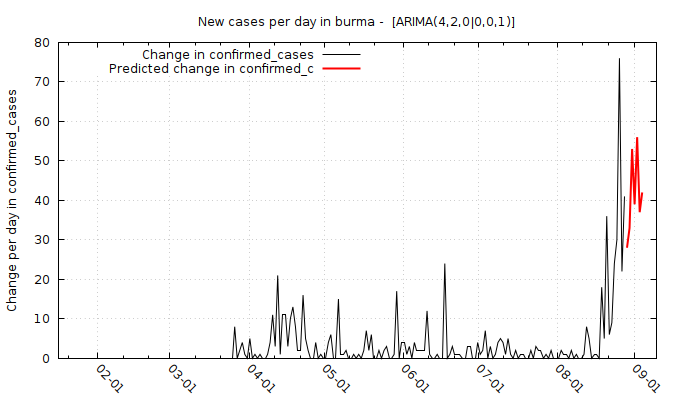 New cases per day in burma -  [ARIMA(4,2,0|0,0,1)]
Change in confirmed_cases
Predicted change in confirmed_c
Change per day in confirmed_cases
80
70
60
50
40
30
20
10
0
02-01 03-01 04-01 05-01 06-01 07-01 08-01 09-01